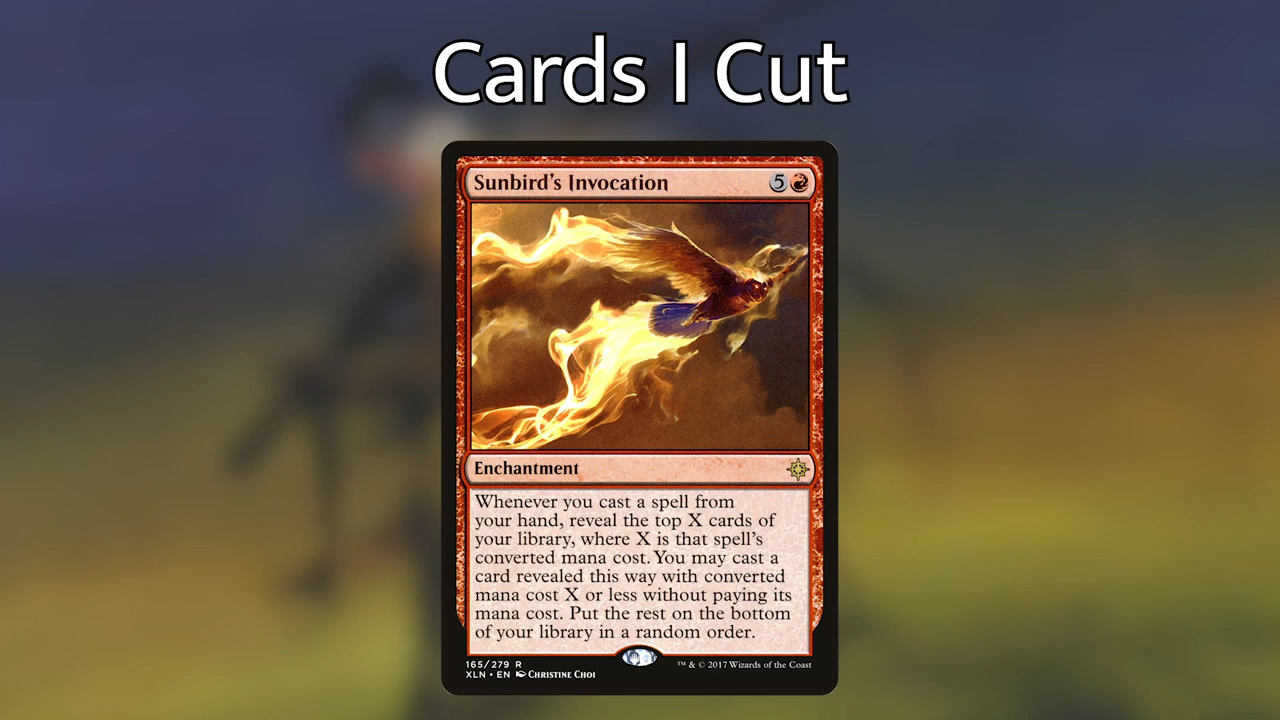 Cards I Cut
Sunbird's Invocation 5
Enchantment
Whenever you cast a spell from
your hand, reveal the top X cards of
your library, where X is that spell's
converted mana cost. You may cast a
card revealed this way with converted
mana cost X or less without paying its
mana cost. Put the rest on the bottom
of your library in a random order.
165/279 R
XLN • EN Christine Choi
™ & © 2017 Wizards of the Coast